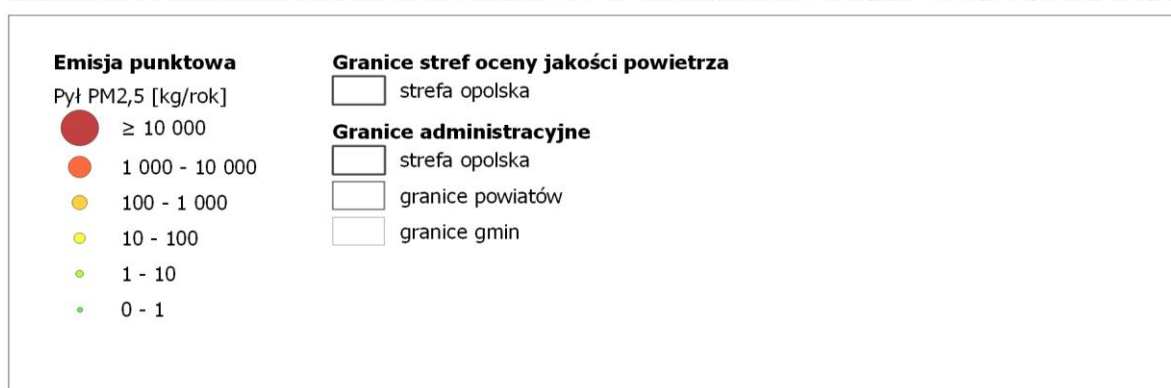 Emisja punktowa
Pył PM2,5 [kg/rok]
≥ 10 000
1 000 - 10 000
100 - 1 000
10 - 100
1 - 10
0 - 1
Granice stref oceny jakości powietrza
strefa opolska
Granice administracyjne
strefa opolska
granice powiatów
granice gmin